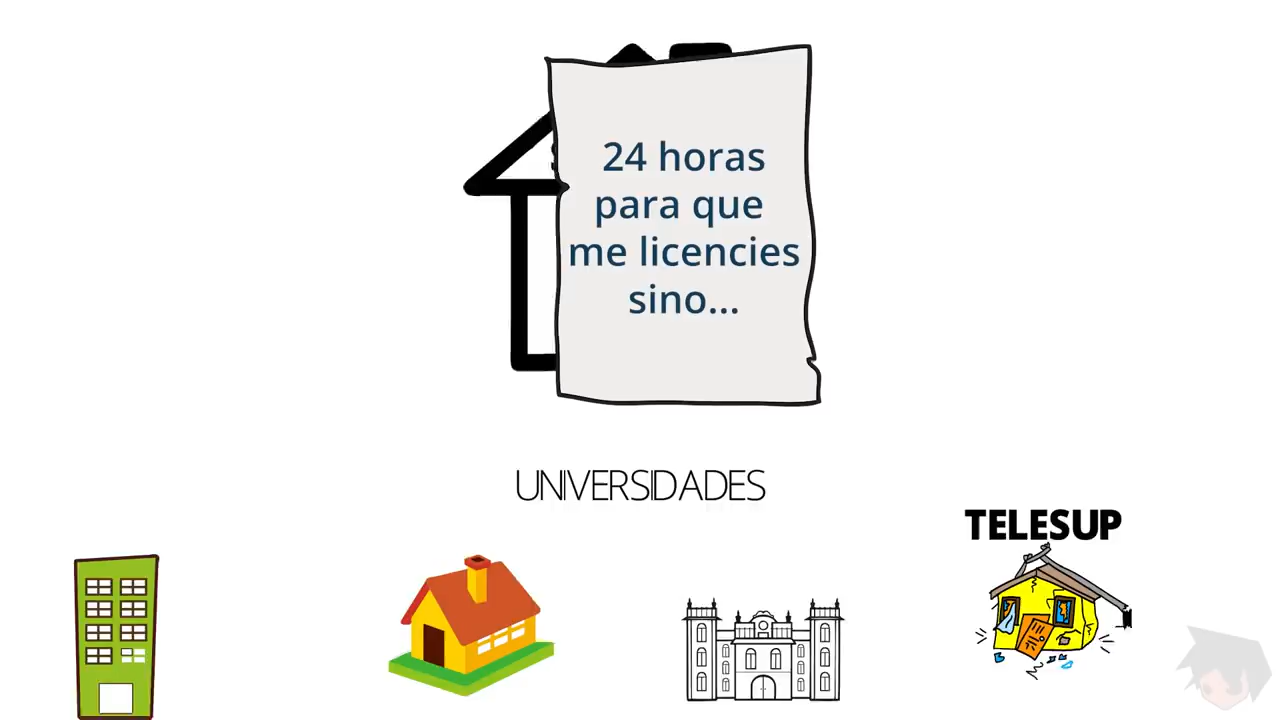 24 horas
para que
me licencies
sino...
UNIVERSIDADES
TELESUP